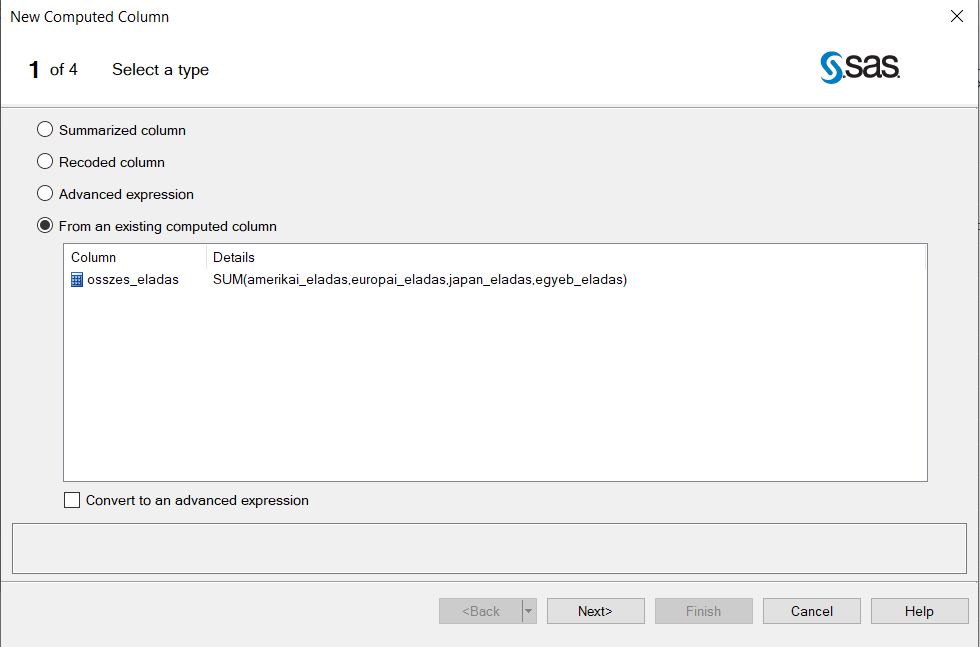 New Computed Column
1 of 4 Select a type
sas
Summarized column
Recoded column
Advanced expression
From an existing computed column
Column Details
osszes_eladas SUM(amerikai_eladas,europai_eladas,japan_eladas,egyeb_eladas)
Convert to an advanced expression
<Back Next> Finish Cancel Help